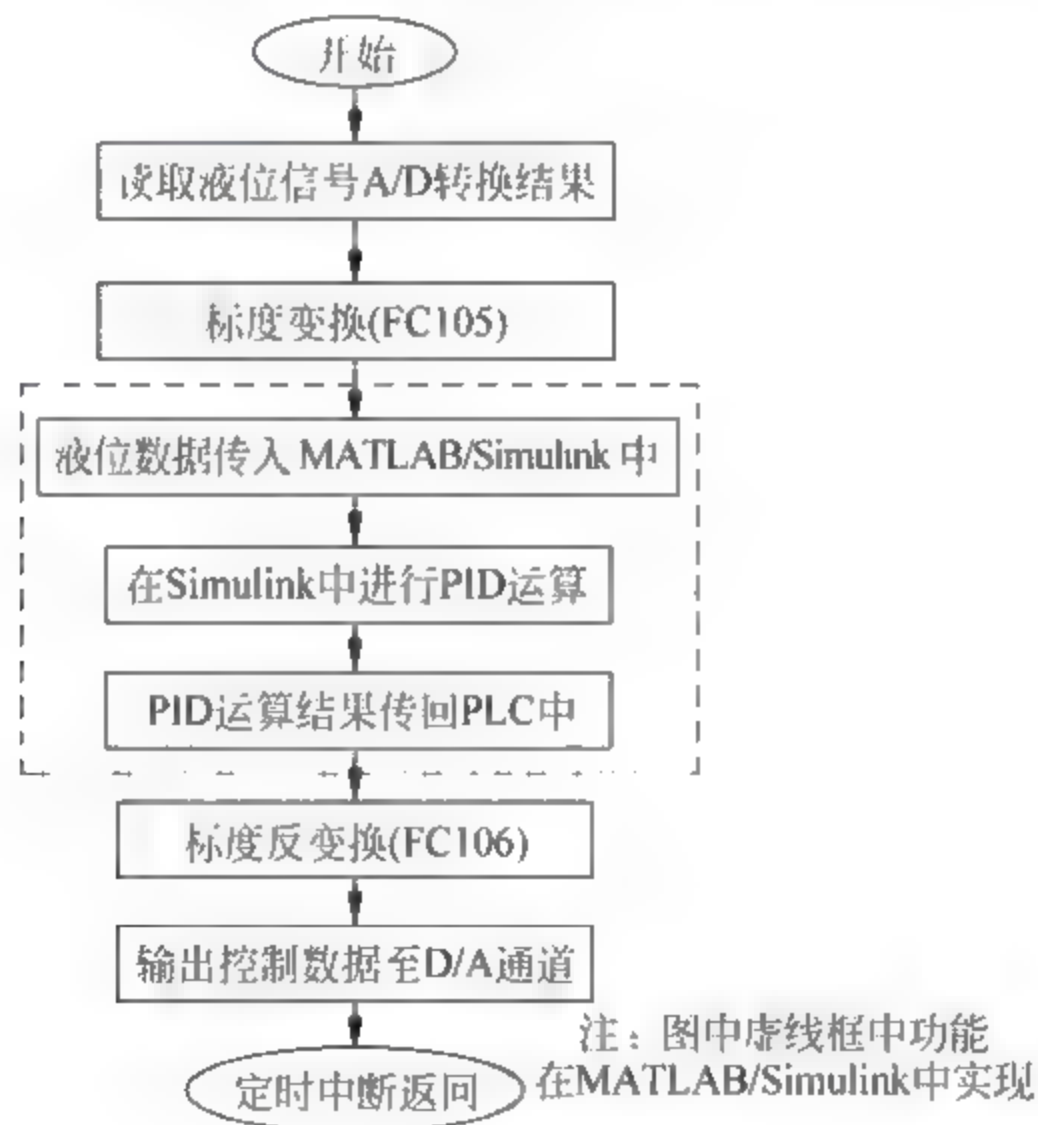 开始
读取液位信号A/D转换结果
标度变换(FC105)
液位数据传入MATLAB/Simulink中
在Simulink中进行PID运算
PID运算结果传回PLC中
标度反变换(FC106)
输出控制数据至D/A通道
定时中断返回
注：图中虚线框中功能
在MATLAB/Simulink中实现